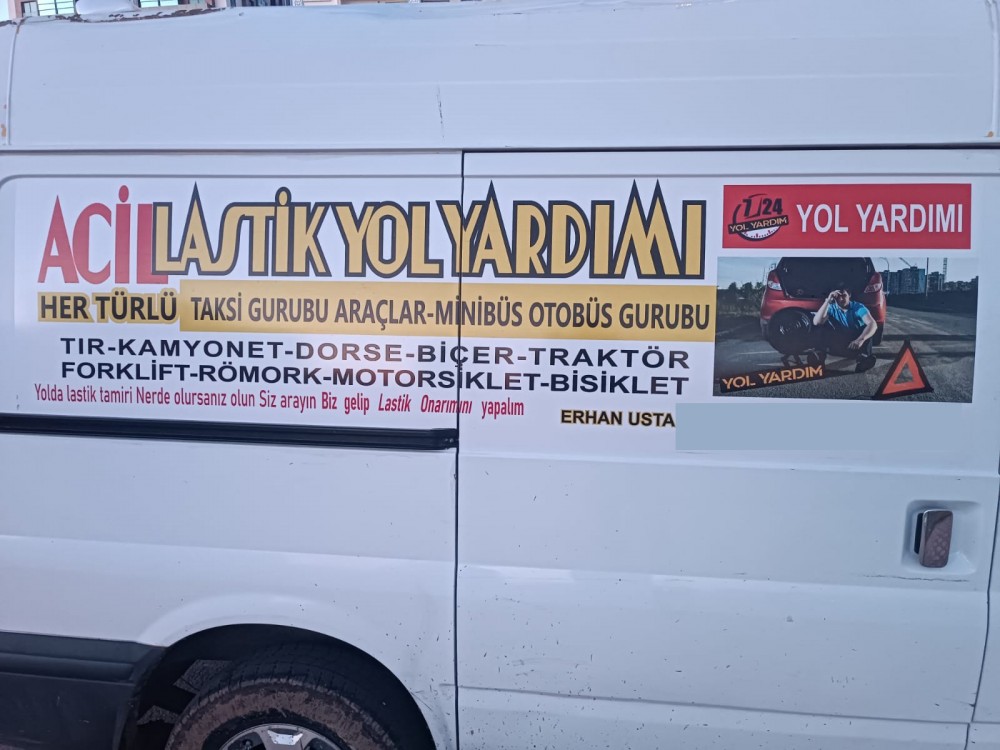 ACİL LASTİK YOL YARDIMI
HER TÜRLÜ TAKSİ GURUBU ARAÇLAR-MİNİBÜS OTOBÜS GURUBU
TIR-KAMYONET-DORSE-BİÇER-TRAKTÖR
FORKLİFT-RÖMORK-MOTORSİKLET-BİSİKLET
Yolda lastik tamiri Nerde olursanız olun Siz arayın Biz gelip Lastik Onarımını yapalım
ERHAN USTA
7/24
YOL YARDIM
YOL YARDIMI
YOL YARDIM